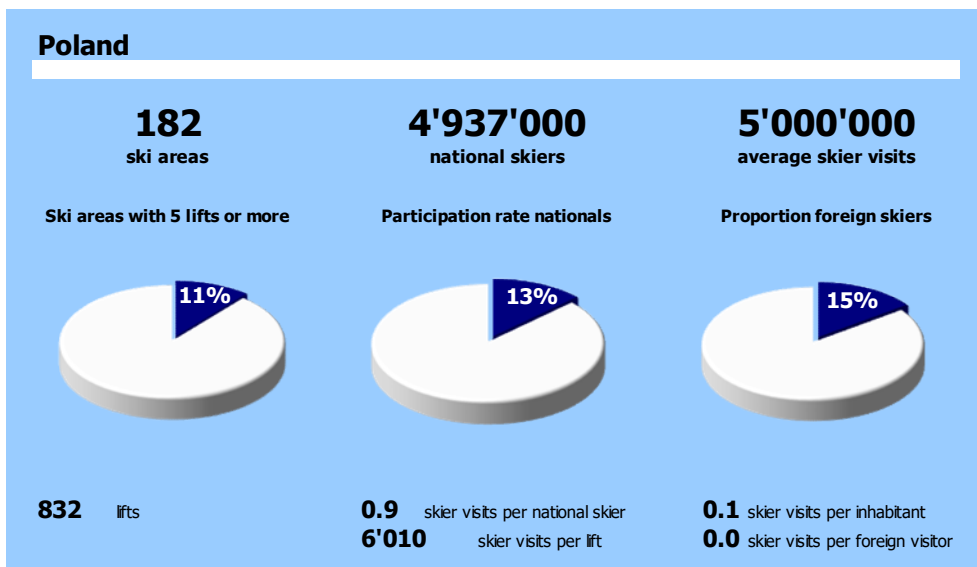 Poland
182
ski areas
4'937'000
national skiers
5'000'000
average skier visits
Ski areas with 5 lifts or more
Participation rate nationals
Proportion foreign skiers
11%
13%
15%
832 lifts
0.9 skier visits per national skier
6'010 skier visits per lift
0.1 skier visits per inhabitant
0.0 skier visits per foreign visitor